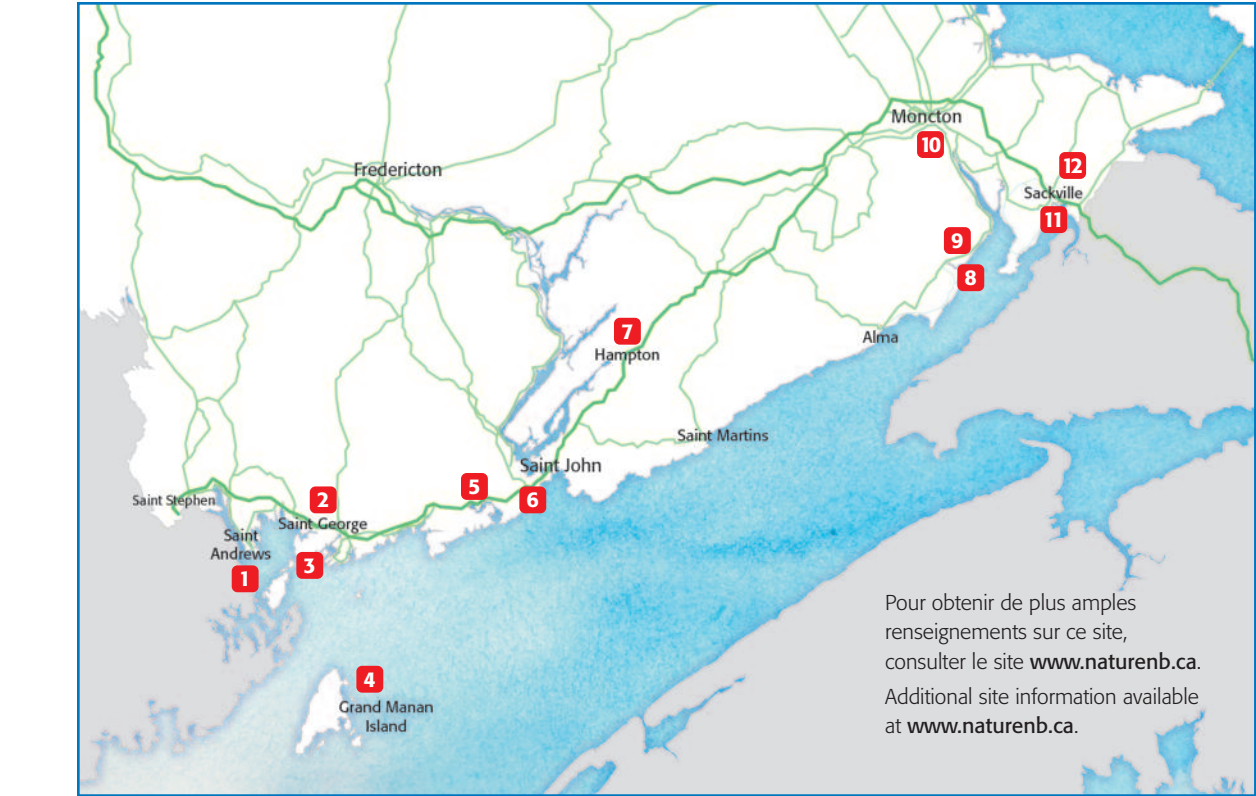 Moncton
10
Fredericton
12
Sackville
11
9
8
7
Hampton
Alma
Saint Martins
Saint John
5
6
Saint Stephen
2
Saint George
Saint
Andrews
3
1
4
Grand Manan
Island
Pour obtenir de plus amples
renseignements sur ce site,
consulter le site www.naturenb.ca.
Additional site information available
at www.naturenb.ca.